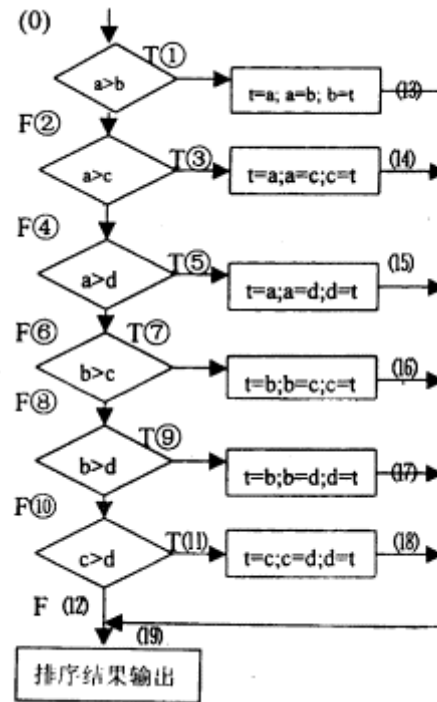 (0)
T①
a>b
t=a; a=b; b=t
(13)
F②
T③
a>c
t=a;a=c;c=t
(14)
F④
T⑤
a>d
t=a;a=d;d=t
(15)
F⑥
T⑦
b>c
t=b;b=c;c=t
(16)
F⑧
T⑨
b>d
t=b;b=d;d=t
(17)
F⑩
T(11)
c>d
t=c;c=d;d=t
(18)
F (12)
(19)
排序结果输出